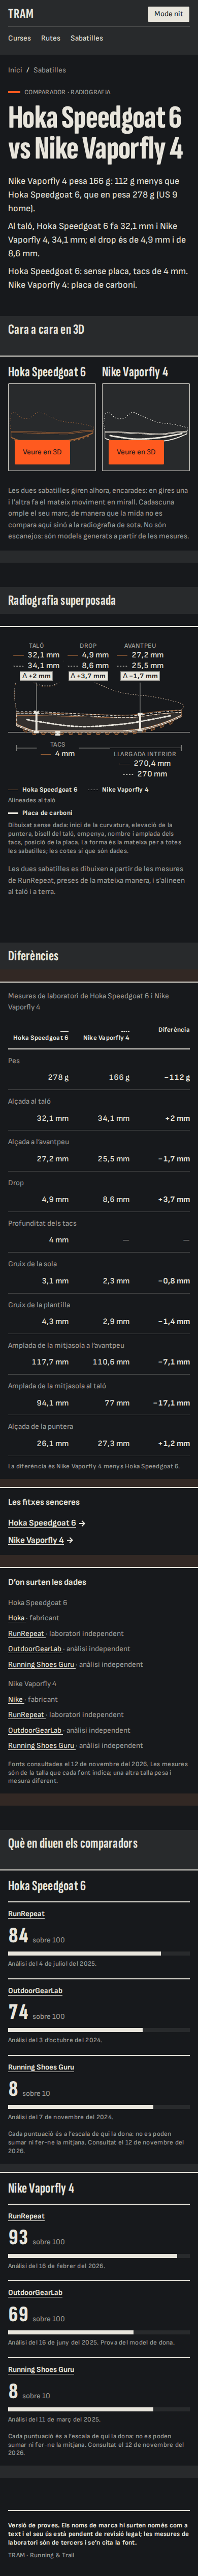 TRAM
Mode nit
Curses
Rutes
Sabatilles
Inici / Sabatilles
COMPARADOR · RADIOGRAFIA
Hoka Speedgoat 6
vs Nike Vaporfly 4
Nike Vaporfly 4 pesa 166 g: 112 g menys que
Hoka Speedgoat 6, que en pesa 278 g (US 9
home).
Al taló, Hoka Speedgoat 6 fa 32,1 mm i Nike
Vaporfly 4, 34,1 mm; el drop és de 4,9 mm i de
8,6 mm.
Hoka Speedgoat 6: sense placa, tacs de 4 mm.
Nike Vaporfly 4: placa de carboni.
Cara a cara en 3D
Hoka Speedgoat 6
Nike Vaporfly 4
Veure en 3D
Veure en 3D
Les dues sabatilles giren alhora, encarades: en gires una
i l'altra fa el mateix moviment en mirall. Cadascuna
omple el seu marc, de manera que la mida no es
compara aquí sinó a la radiografia de sota. No són
escanejos: són models generats a partir de les mesures.
Radiografia superposada
TALÓ
32,1 mm
34,1 mm
Δ +2 mm
DROP
4,9 mm
8,6 mm
Δ +3,7 mm
AVANTPEU
27,2 mm
25,5 mm
Δ −1,7 mm
TACS
4 mm
LLARGADA INTERIOR
270,4 mm
270 mm
Hoka Speedgoat 6
Nike Vaporfly 4
Alineades al taló
Placa de carboni
Dibuixat sense dada: inici de la curvatura, elevació de la
puntera, bisell del taló, empenya, nombre i amplada dels
tacs, posició de la placa. La forma és la mateixa per a totes
les sabatilles; les cotes sí que són dades.
Les dues sabatilles es dibuixen a partir de les mesures
de RunRepeat, preses de la mateixa manera, i s'alineen
al taló i a terra.
Diferències
Mesures de laboratori de Hoka Speedgoat 6 i Nike
Vaporfly 4
Hoka Speedgoat 6
Nike Vaporfly 4
Diferència
Pes
278 g
166 g
−112 g
Alçada al taló
32,1 mm
34,1 mm
+2 mm
Alçada a l'avantpeu
27,2 mm
25,5 mm
−1,7 mm
Drop
4,9 mm
8,6 mm
+3,7 mm
Profunditat dels tacs
4 mm
—
—
Gruix de la sola
3,1 mm
2,3 mm
−0,8 mm
Gruix de la plantilla
4,3 mm
2,9 mm
−1,4 mm
Amplada de la mitjasola a l'avantpeu
117,7 mm
110,6 mm
−7,1 mm
Amplada de la mitjasola al taló
94,1 mm
77 mm
−17,1 mm
Alçada de la puntera
26,1 mm
27,3 mm
+1,2 mm
La diferència és Nike Vaporfly 4 menys Hoka Speedgoat 6.
Les fitxes senceres
Hoka Speedgoat 6 →
Nike Vaporfly 4 →
D'on surten les dades
Hoka Speedgoat 6
Hoka · fabricant
RunRepeat · laboratori independent
OutdoorGearLab · anàlisi independent
Running Shoes Guru · anàlisi independent
Nike Vaporfly 4
Nike · fabricant
RunRepeat · laboratori independent
OutdoorGearLab · anàlisi independent
Running Shoes Guru · anàlisi independent
Fonts consultades el 12 de novembre del 2026. Les mesures
són de la talla que cada font indica; una altra talla pesa i
mesura diferent.
Què en diuen els comparadors
Hoka Speedgoat 6
RunRepeat
84 sobre 100
Anàlisi del 4 de juliol del 2025.
OutdoorGearLab
74 sobre 100
Anàlisi del 3 d'octubre del 2024.
Running Shoes Guru
8 sobre 10
Anàlisi del 7 de novembre del 2024.
Cada puntuació és a l'escala de qui la dona: no es poden
sumar ni fer-ne la mitjana. Consultat el 12 de novembre del
2026.
Nike Vaporfly 4
RunRepeat
93 sobre 100
Anàlisi del 16 de febrer del 2026.
OutdoorGearLab
69 sobre 100
Anàlisi del 16 de juny del 2025. Prova del model de dona.
Running Shoes Guru
8 sobre 10
Anàlisi del 11 de març del 2025.
Cada puntuació és a l'escala de qui la dona: no es poden
sumar ni fer-ne la mitjana. Consultat el 12 de novembre del
2026.
Versió de proves. Els noms de marca hi surten només com a
text i el seu ús està pendent de revisió legal; les mesures de
laboratori són de tercers i se'n cita la font.
TRAM · Running & Trail